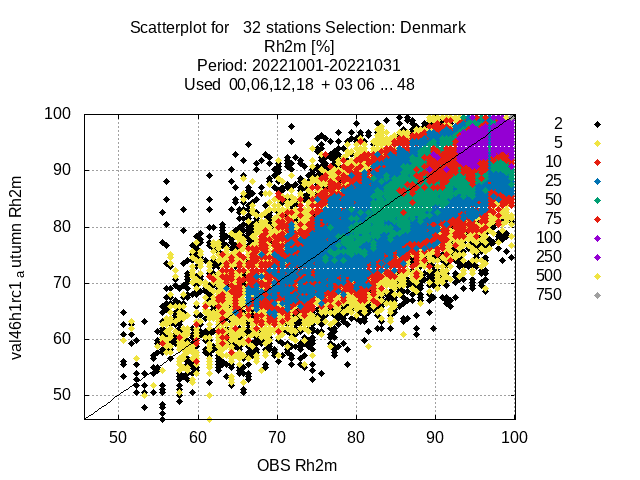 Scatterplot for 32 stations Selection: Denmark
Rh2m [%]
Period: 20221001-20221031
Used 00,06,12,18 + 03 06 ... 48
100
90
80
70
60
50
50 60 70 80 90 100
OBS Rh2m
val46h1rc1 a utumn Rh2m
2
5
10
25
50
75
100
250
500
750